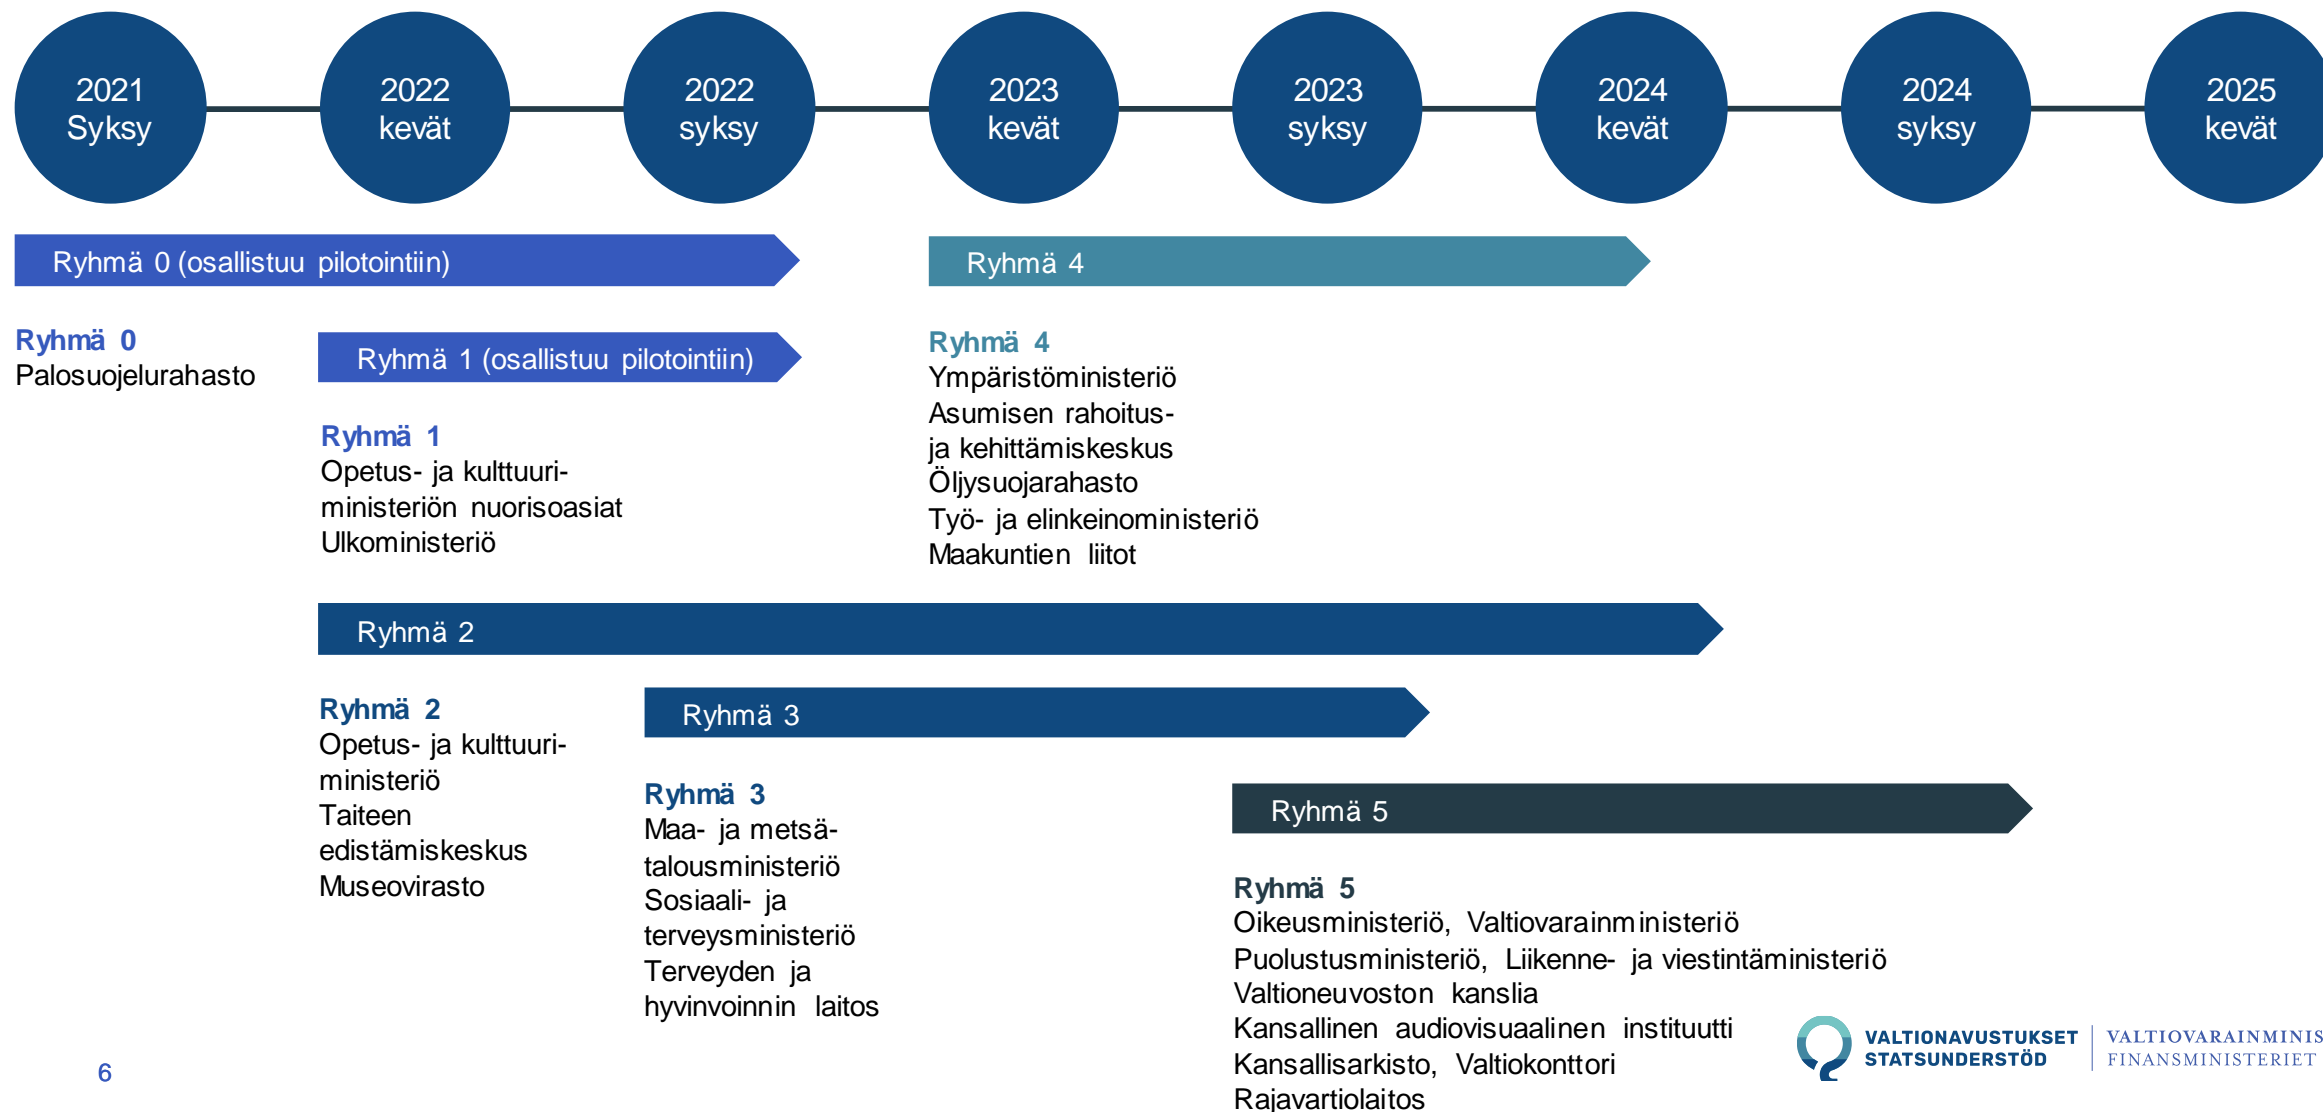 2021
Syksy
2022
kevät
2022
syksy
2023
kevät
2023
syksy
2024
kevät
2024
syksy
2025
kevät
Ryhmä 0 (osallistuu pilotointiin)
Ryhmä 4
Ryhmä 0
Palosuojelurahasto
Ryhmä 1 (osallistuu pilotointiin)
Ryhmä 1
Opetus- ja kulttuuri-
ministeriön nuorisoasiat
Ulkoministeriö
Ryhmä 4
Ympäristöministeriö
Asumisen rahoitus-
ja kehittämiskeskus
Öljysuojarahasto
Työ- ja elinkeinoministeriö
Maakuntien liitot
Ryhmä 2
Ryhmä 2
Opetus- ja kulttuuri-
ministeriö
Taiteen
edistämiskeskus
Museovirasto
Ryhmä 3
Ryhmä 3
Maa- ja metsä-
talousministeriö
Sosiaali- ja
terveysministeriö
Terveyden ja
hyvinvoinnin laitos
Ryhmä 5
Ryhmä 5
Oikeusministeriö, Valtiovarainministeriö
Puolustusministeriö, Liikenne- ja viestintäministeriö
Valtioneuvoston kanslia
Kansallinen audiovisuaalinen instituutti
Kansallisarkisto, Valtiokonttori
Rajavartiolaitos
6
VALTIONAVUSTUKSET
STATSUNDERSTÖD
VALTIOVARAINMINIS
FINANSMINISTERIET